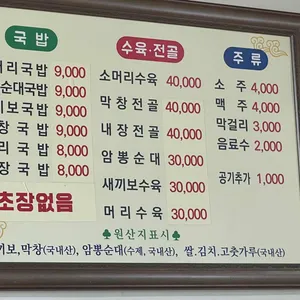 국밥
머리국밥 9,000
순대국밥 9,000
기보국밥 9,000
창국밥 9,000
리국밥 8,000
장국밥 8,000
초장없음
수육·전골
소머리수육 40,000
막창전골 40,000
내장전골 40,000
암뽕순대 30,000
새끼보수육 30,000
머리수육 30,000
주류
소주 4,000
맥주 4,000
막걸리 3,000
음료수 2,000
공기추가 1,000
♣원산지표시♣
기보,막창(국내산), 암뽕순대(수제, 국내산), 쌀.김치.고춧가루(국내산)